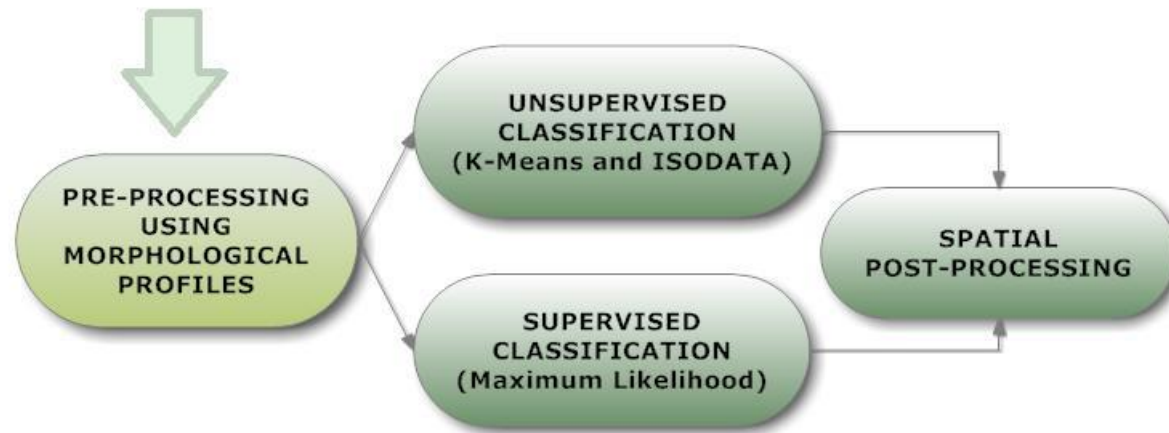 PRE-PROCESSING
USING
MORPHOLOGICAL
PROFILES
UNSUPERVISED
CLASSIFICATION
(K-Means and ISODATA)
SUPERVISED
CLASSIFICATION
(Maximum Likelihood)
SPATIAL
POST-PROCESSING